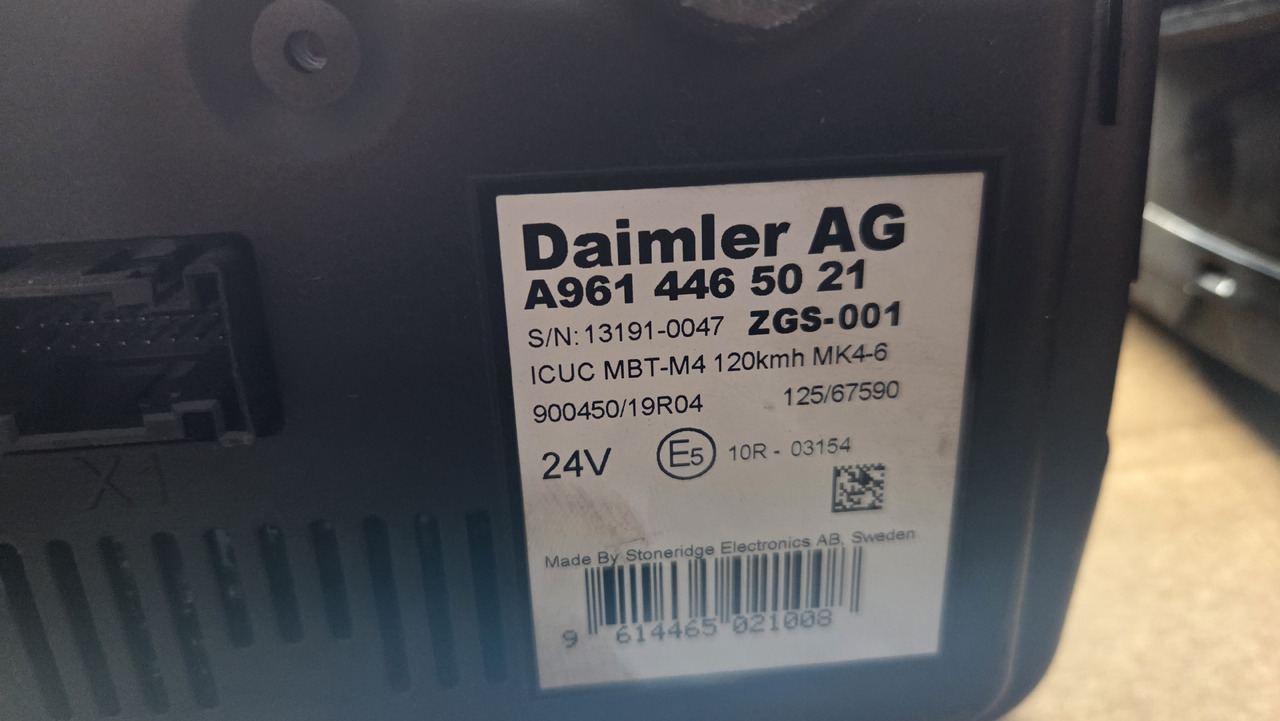 Daimler AG
A961 446 50 21
S/N: 13191-0047 ZGS-001
ICUC MBT-M4 120kmh MK4-6
900450/19R04 125/67590
24V E5 10R - 03154
Made By Stoneridge Electronics AB, Sweden
9 614465 021008
X1